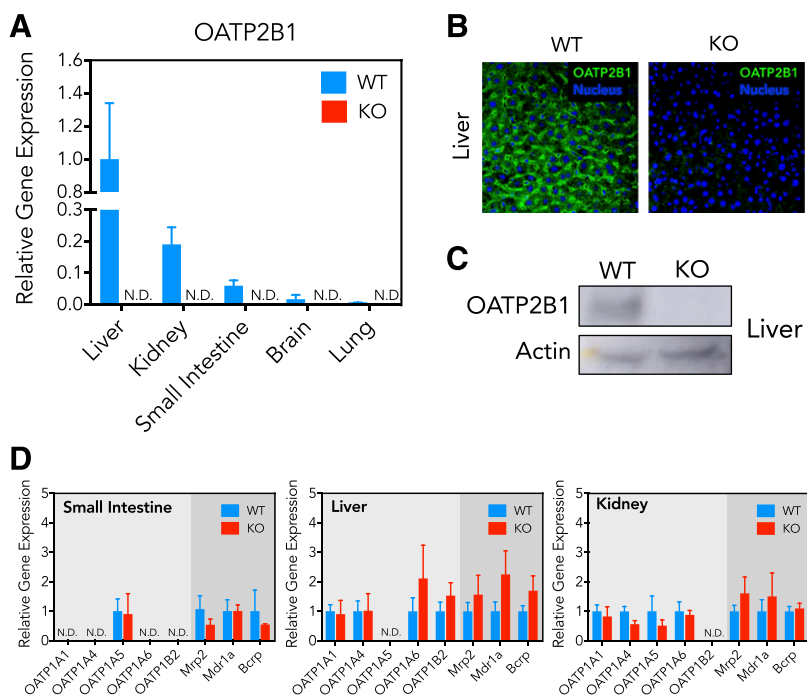 A
OATP2B1
Relative Gene Expression
1.6
1.4
1.2
1.0
0.8
0.3
0.2
0.1
0.0
WT
KO
N.D.
N.D.
N.D.
N.D.
N.D.
Liver
Kidney
Small Intestine
Brain
Lung
B
WT
KO
Liver
OATP2B1
Nucleus
OATP2B1
Nucleus
C
WT
KO
OATP2B1
Actin
Liver
D
Relative Gene Expression
5
4
3
2
1
0
Small Intestine
WT
KO
N.D.
N.D.
N.D.
N.D.
OATP1A1
OATP1A4
OATP1A5
OATP1A6
OATP1B2
Mrp2
Mdr1a
Bcrp
Relative Gene Expression
5
4
3
2
1
0
Liver
WT
KO
N.D.
OATP1A1
OATP1A4
OATP1A5
OATP1A6
OATP1B2
Mrp2
Mdr1a
Bcrp
Relative Gene Expression
5
4
3
2
1
0
Kidney
WT
KO
N.D.
OATP1A1
OATP1A4
OATP1A5
OATP1A6
OATP1B2
Mrp2
Mdr1a
Bcrp